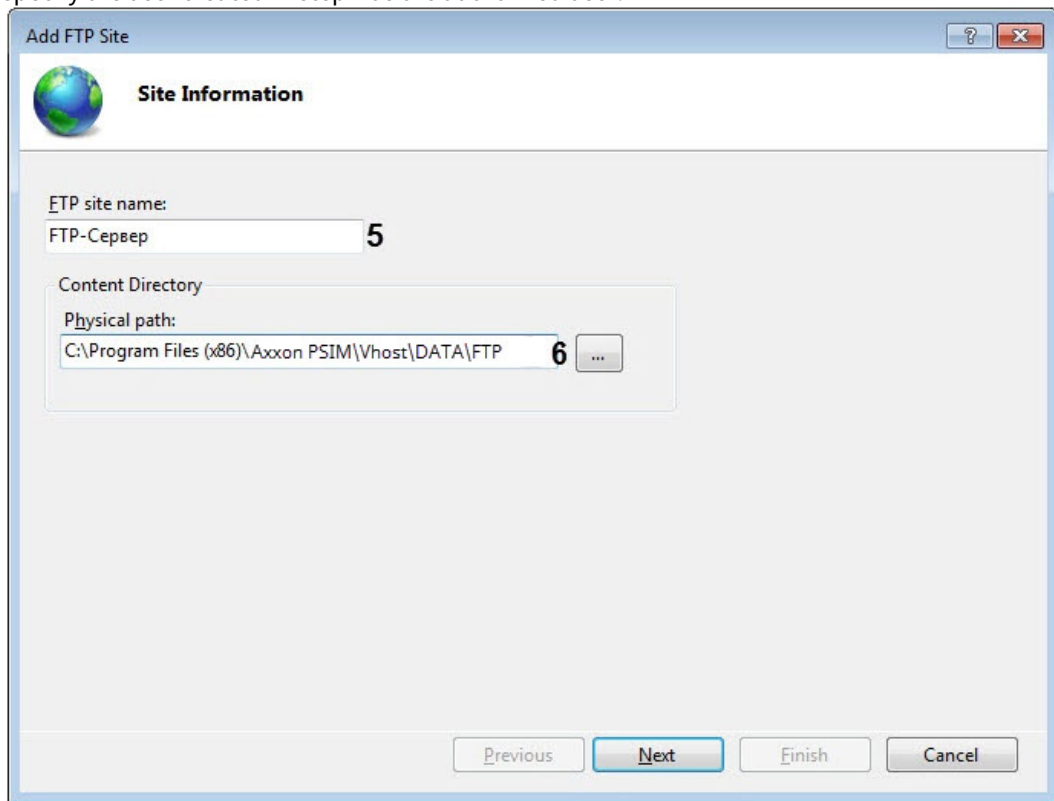 Add FTP Site
Site Information
FTP site name:
FTP-Сервер 5
Content Directory
Physical path:
C:\Program Files (x86)\Axxon PSIM\Vhost\DATA\FTP 6 ...
Previous Next Finish Cancel